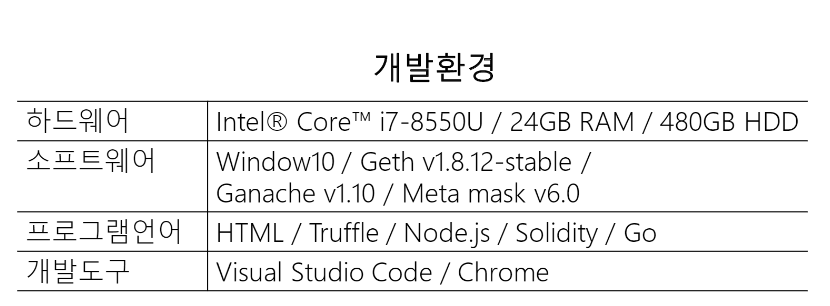 개발환경
하드웨어 Intel® Core™ i7-8550U / 24GB RAM / 480GB HDD
소프트웨어 Window10 / Geth v1.8.12-stable /
Ganache v1.10 / Meta mask v6.0
프로그램언어 HTML / Truffle / Node.js / Solidity / Go
개발도구 Visual Studio Code / Chrome